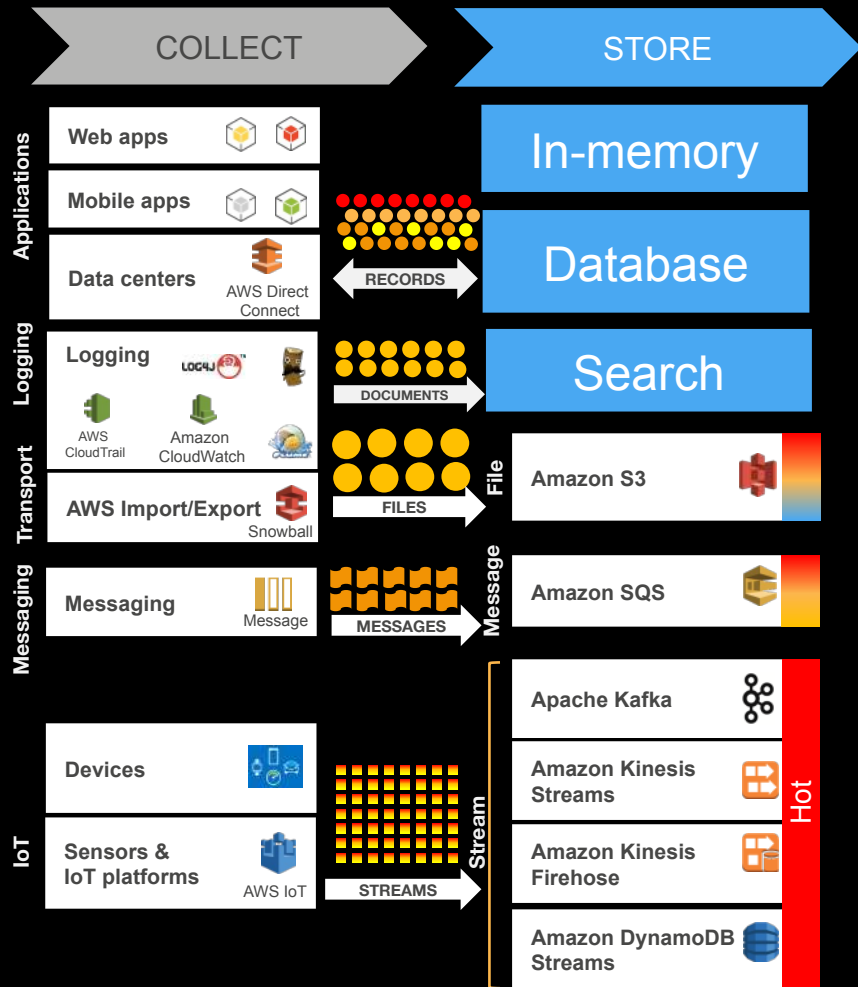 COLLECT
STORE
Applications
Web apps
Mobile apps
Data centers
AWS Direct
Connect
RECORDS
In-memory
Database
Logging
Logging
LOG4J™
AWS
CloudTrail
Amazon
CloudWatch
DOCUMENTS
Search
Transport
AWS Import/Export
Snowball
FILES
File
Amazon S3
Messaging
Messaging
Message
MESSAGES
Message
Amazon SQS
IoT
Devices
Sensors &
IoT platforms
AWS IoT
STREAMS
Stream
Apache Kafka
Amazon Kinesis
Streams
Amazon Kinesis
Firehose
Amazon DynamoDB
Streams
Hot